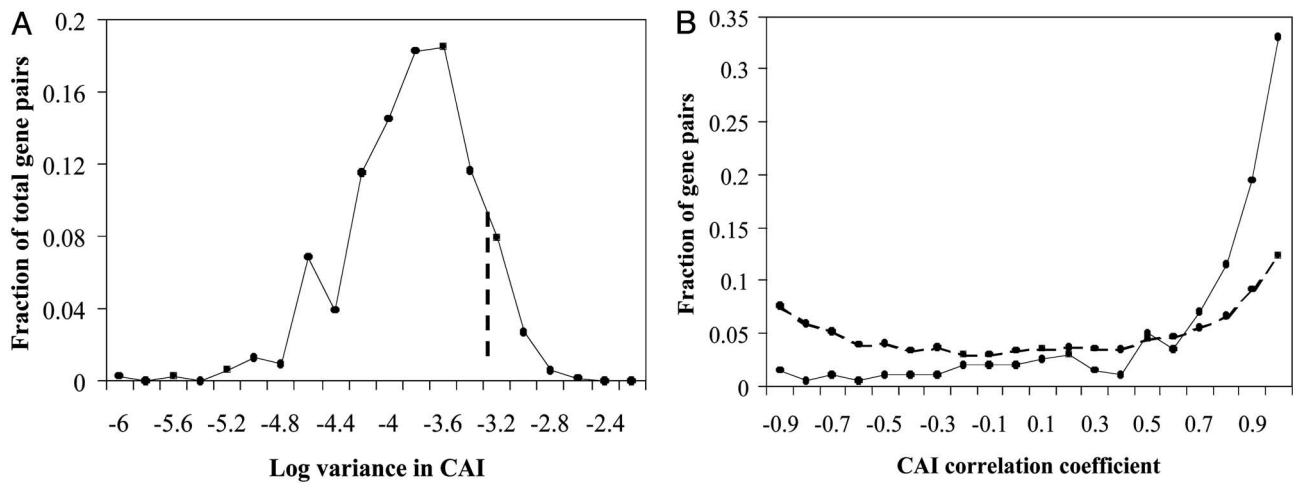 A
Fraction of total gene pairs
0.2
0.16
0.12
0.08
0.04
0
-6 -5.6 -5.2 -4.8 -4.4 -4 -3.6 -3.2 -2.8 -2.4
Log variance in CAI
B
Fraction of gene pairs
0.35
0.3
0.25
0.2
0.15
0.1
0.05
0
-0.9 -0.7 -0.5 -0.3 -0.1 0.1 0.3 0.5 0.7 0.9
CAI correlation coefficient